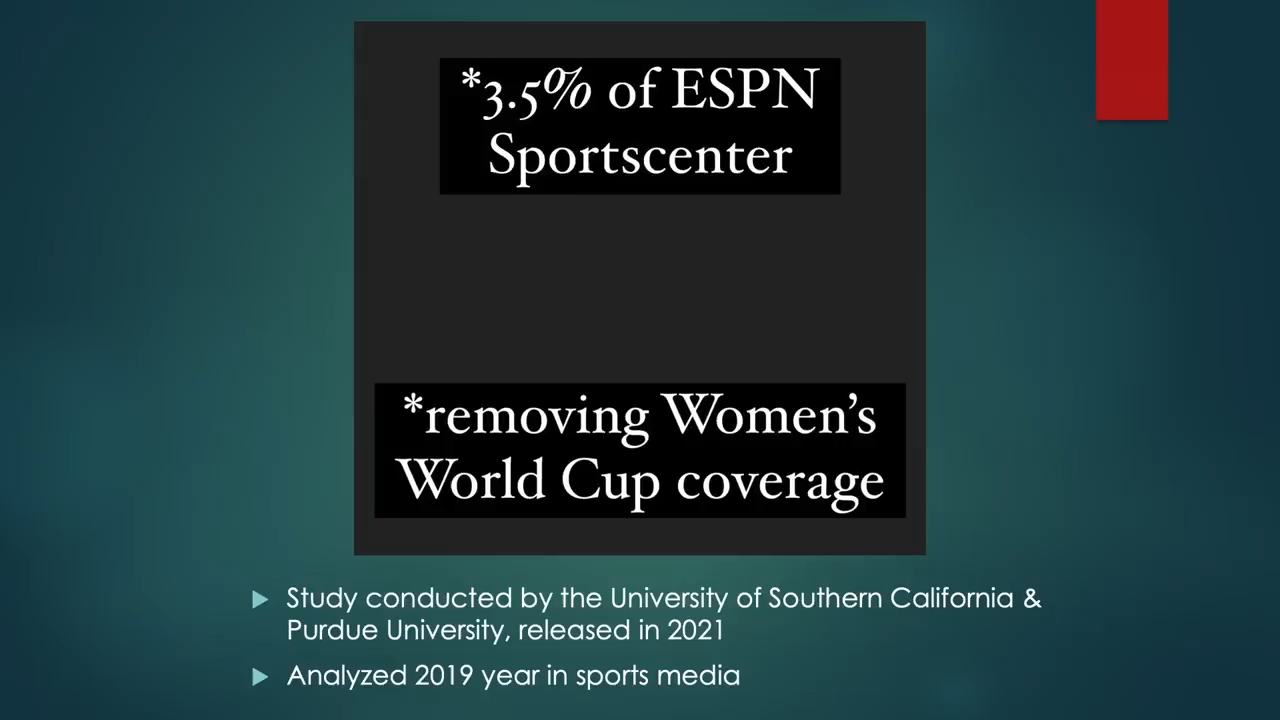 *3.5% of ESPN
Sportscenter
*removing Women’s
World Cup coverage
Study conducted by the University of Southern California &
Purdue University, released in 2021
Analyzed 2019 year in sports media